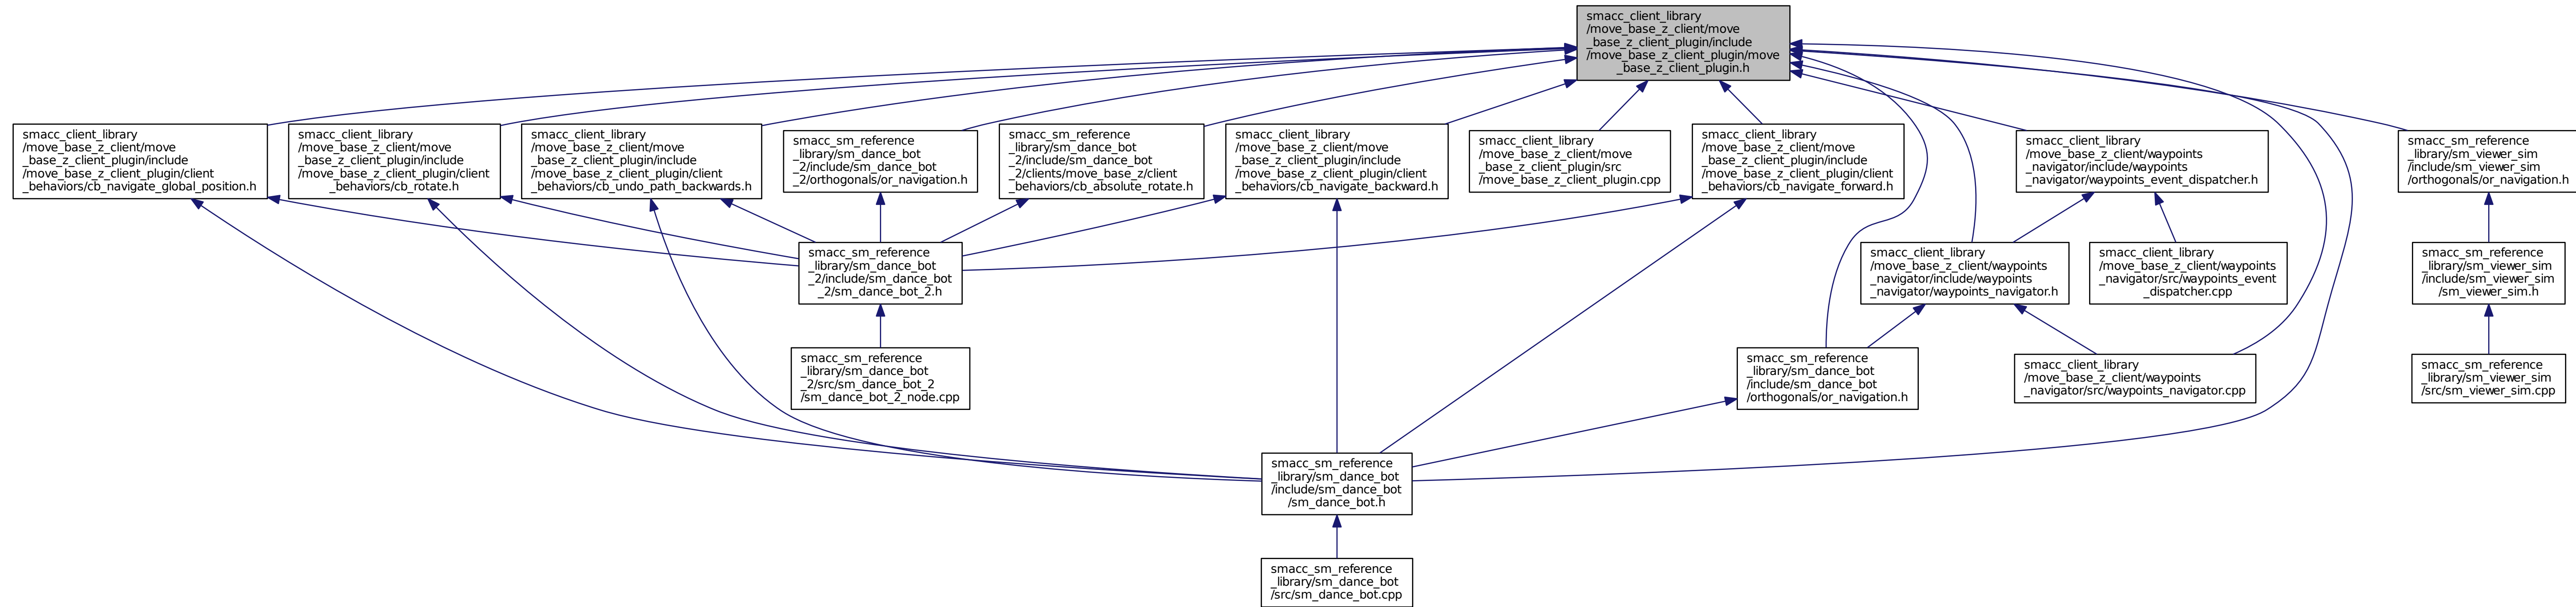 smacc_client_library
/move_base_z_client/move
_base_z_client_plugin/include
/move_base_z_client_plugin/move
_base_z_client_plugin.h
smacc_client_library
/move_base_z_client/move
_base_z_client_plugin/include
/move_base_z_client_plugin/client
_behaviors/cb_navigate_global_position.h
smacc_client_library
/move_base_z_client/move
_base_z_client_plugin/include
/move_base_z_client_plugin/client
_behaviors/cb_rotate.h
smacc_client_library
/move_base_z_client/move
_base_z_client_plugin/include
/move_base_z_client_plugin/client
_behaviors/cb_undo_path_backwards.h
smacc_sm_reference
_library/sm_dance_bot
_2/include/sm_dance_bot
_2/orthogonals/or_navigation.h
smacc_sm_reference
_library/sm_dance_bot
_2/include/sm_dance_bot
_2/clients/move_base_z/client
_behaviors/cb_absolute_rotate.h
smacc_client_library
/move_base_z_client/move
_base_z_client_plugin/include
/move_base_z_client_plugin/client
_behaviors/cb_navigate_backward.h
smacc_client_library
/move_base_z_client/move
_base_z_client_plugin/src
/move_base_z_client_plugin.cpp
smacc_client_library
/move_base_z_client/move
_base_z_client_plugin/include
/move_base_z_client_plugin/client
_behaviors/cb_navigate_forward.h
smacc_client_library
/move_base_z_client/waypoints
_navigator/include/waypoints
_navigator/waypoints_event_dispatcher.h
smacc_sm_reference
_library/sm_viewer_sim
/include/sm_viewer_sim
/orthogonals/or_navigation.h
smacc_sm_reference
_library/sm_dance_bot
_2/include/sm_dance_bot
_2/sm_dance_bot_2.h
smacc_client_library
/move_base_z_client/waypoints
_navigator/include/waypoints
_navigator/waypoints_navigator.h
smacc_client_library
/move_base_z_client/waypoints
_navigator/src/waypoints_event
_dispatcher.cpp
smacc_sm_reference
_library/sm_viewer_sim
/include/sm_viewer_sim
/sm_viewer_sim.h
smacc_sm_reference
_library/sm_dance_bot
_2/src/sm_dance_bot_2
/sm_dance_bot_2_node.cpp
smacc_sm_reference
_library/sm_dance_bot
/include/sm_dance_bot
/orthogonals/or_navigation.h
smacc_client_library
/move_base_z_client/waypoints
_navigator/src/waypoints_navigator.cpp
smacc_sm_reference
_library/sm_viewer_sim
/src/sm_viewer_sim.cpp
smacc_sm_reference
_library/sm_dance_bot
/include/sm_dance_bot
/sm_dance_bot.h
smacc_sm_reference
_library/sm_dance_bot
/src/sm_dance_bot.cpp